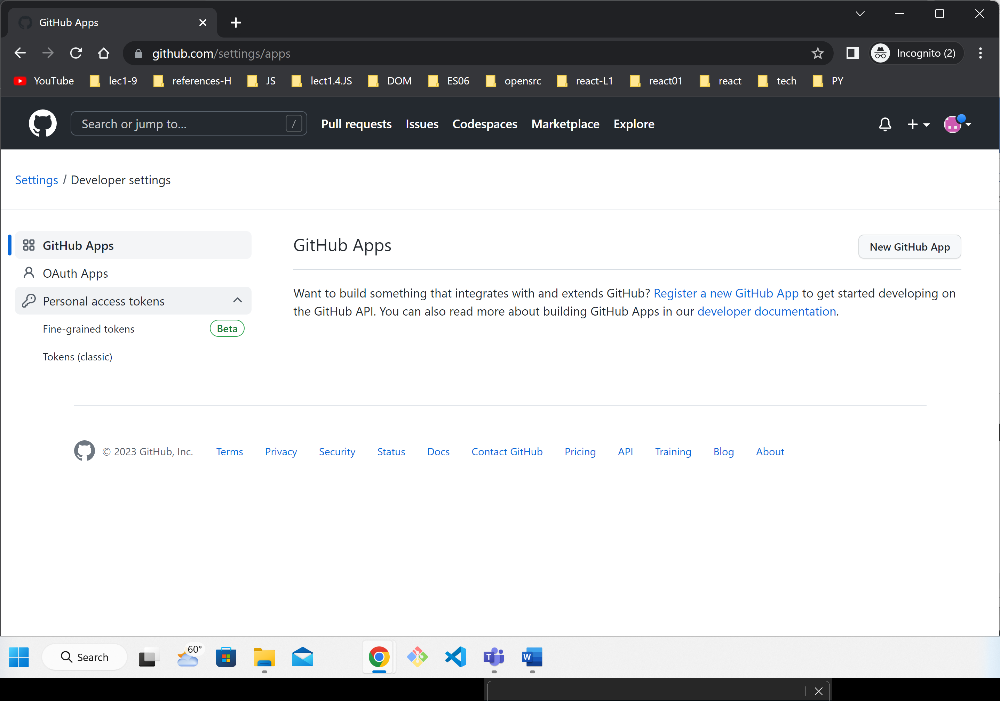 GitHub Apps
github.com/settings/apps
Incognito (2)
YouTube lec1-9 references-H JS lect1.4.JS DOM ES06 opensrc react-L1 react01 react tech PY
Search or jump to... / Pull requests Issues Codespaces Marketplace Explore
Settings / Developer settings
GitHub Apps
OAuth Apps
Personal access tokens
Fine-grained tokens Beta
Tokens (classic)
GitHub Apps
New GitHub App
Want to build something that integrates with and extends GitHub? Register a new GitHub App to get started developing on
the GitHub API. You can also read more about building GitHub Apps in our developer documentation.
© 2023 GitHub, Inc. Terms Privacy Security Status Docs Contact GitHub Pricing API Training Blog About
Search
60°
T
W